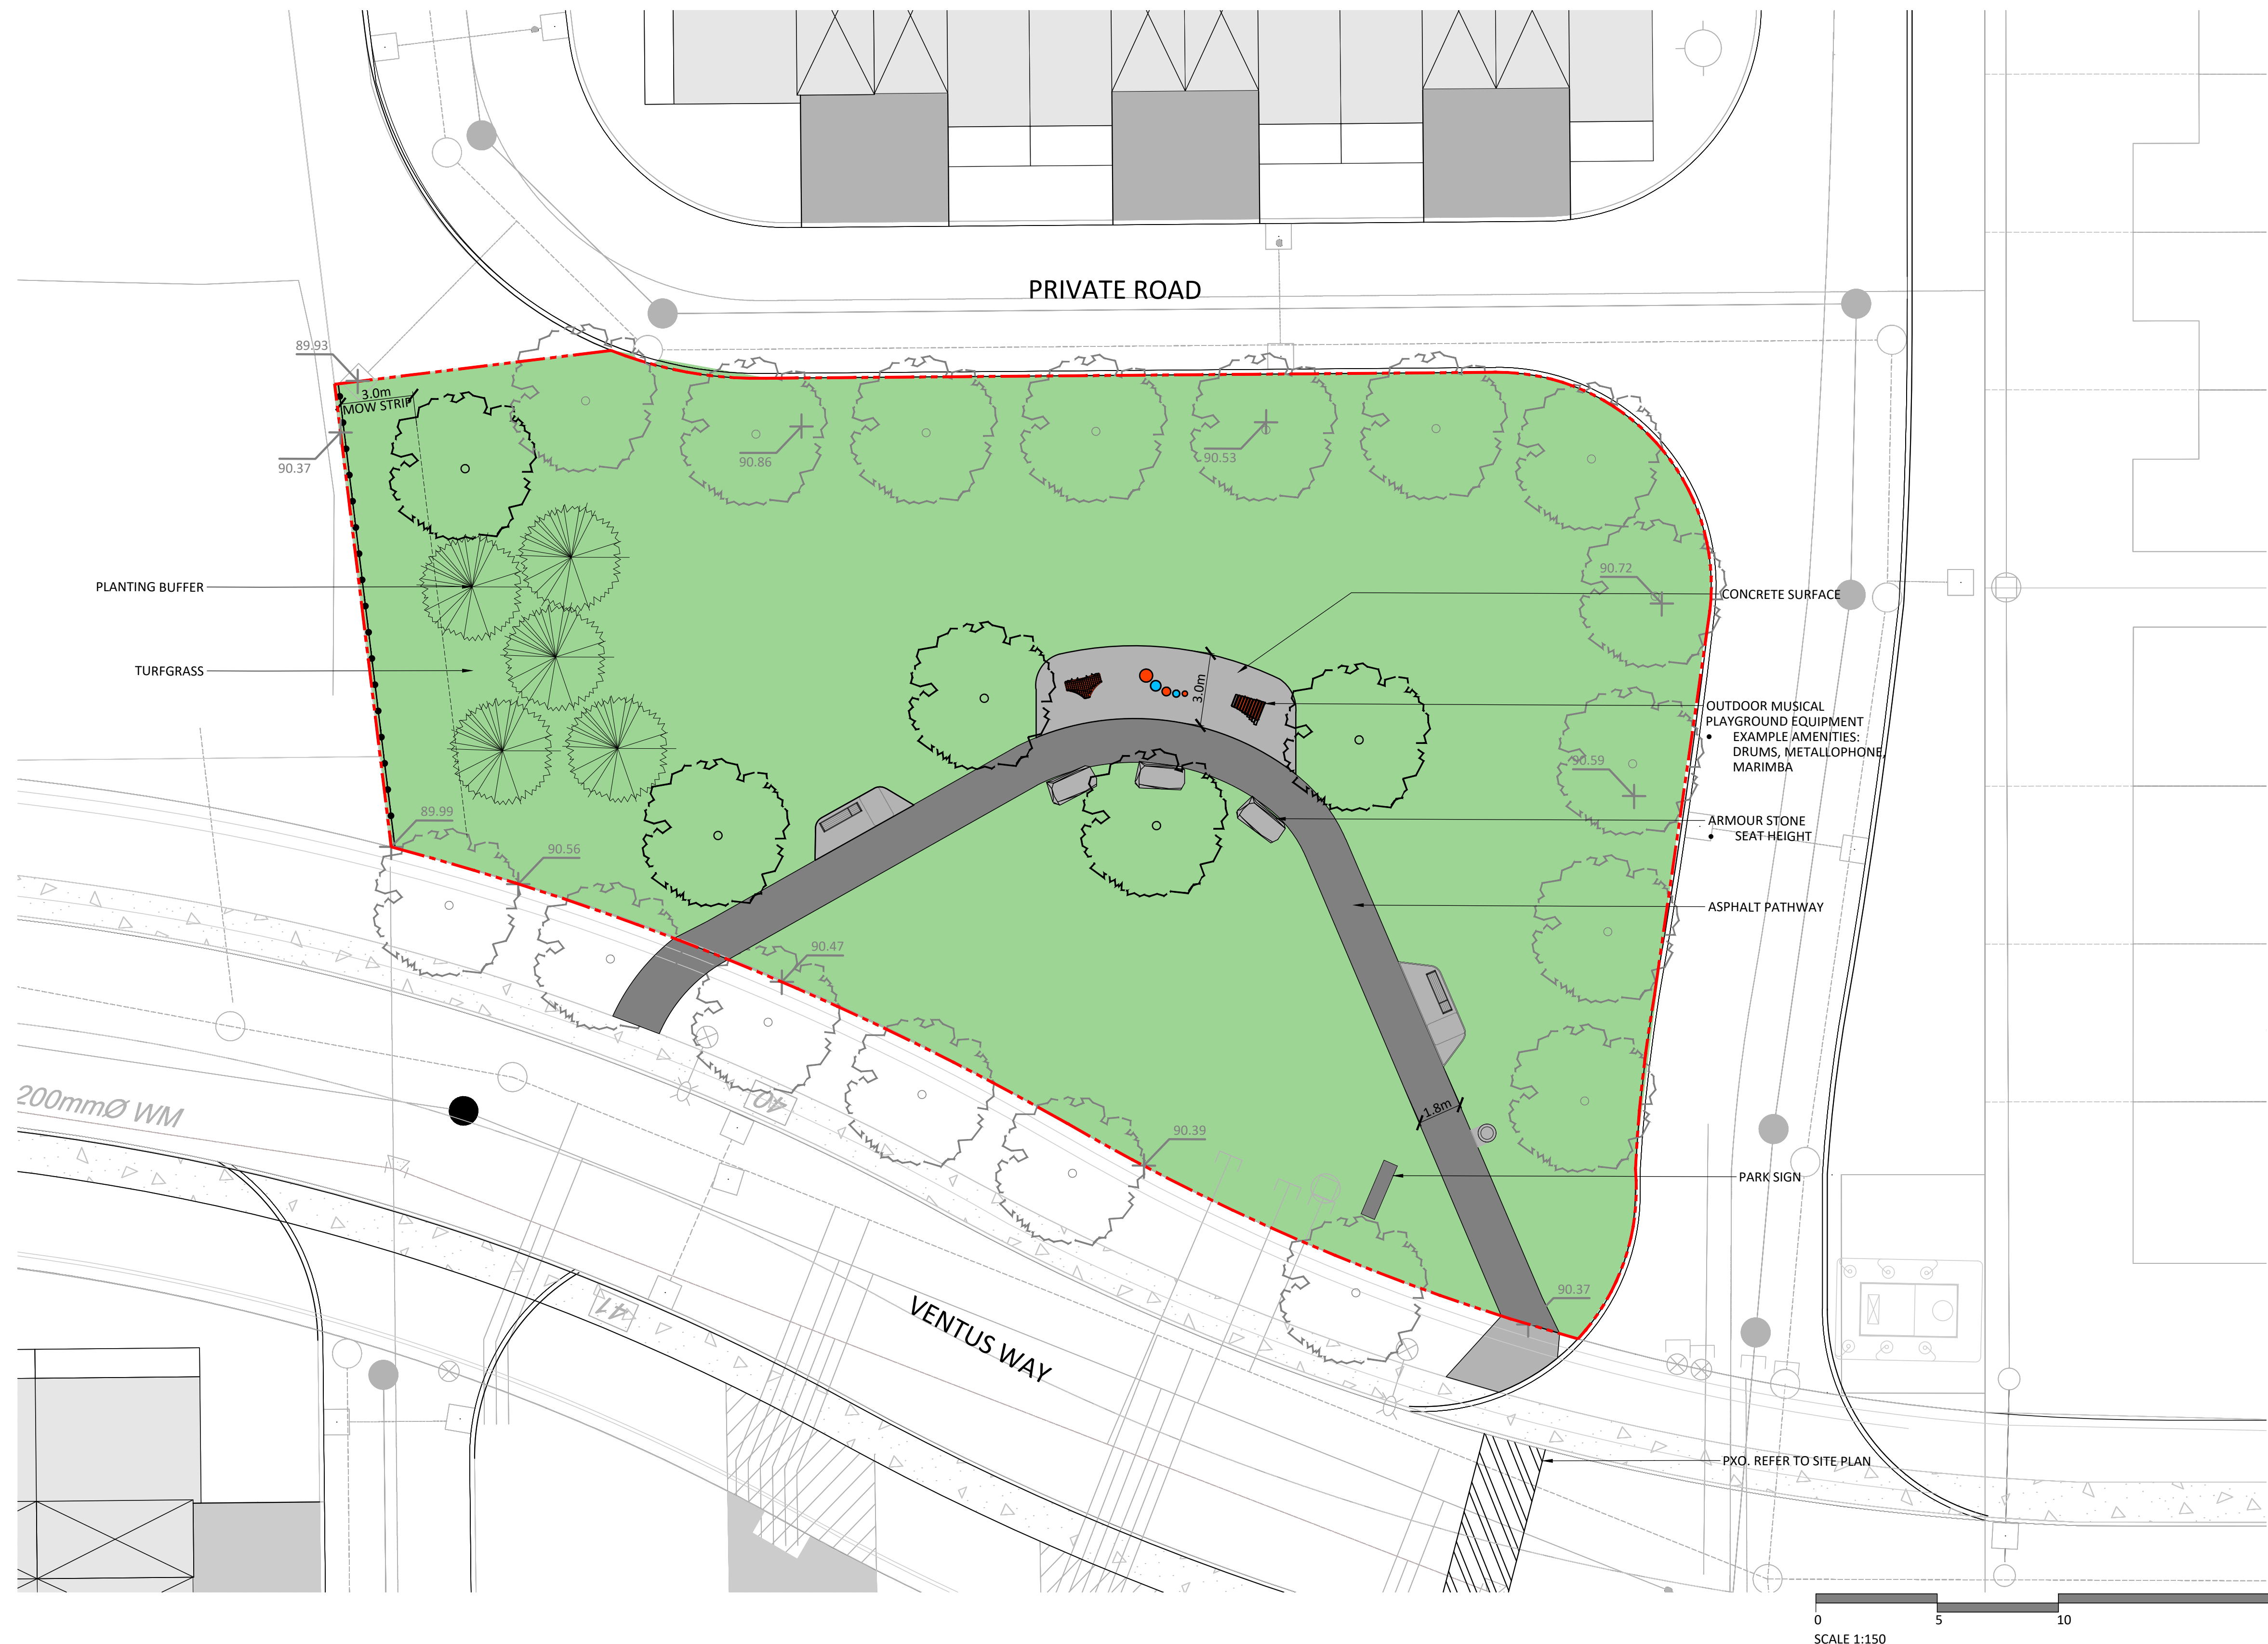 PRIVATE ROAD
89.93
3.0m
MOW STRIP
90.37
90.86
90.53
PLANTING BUFFER
TURFGRASS
90.72
CONCRETE SURFACE
3.0m
OUTDOOR MUSICAL
PLAYGROUND EQUIPMENT
• EXAMPLE AMENITIES:
DRUMS, METALLOPHONE,
MARIMBA
90.59
89.99
90.56
ARMOUR STONE
• SEAT HEIGHT
ASPHALT PATHWAY
90.47
200mmØ WM
40
1.8m
90.39
PARK SIGN
90.37
41
VENTUS WAY
PXO. REFER TO SITE PLAN
0 5 10
SCALE 1:150